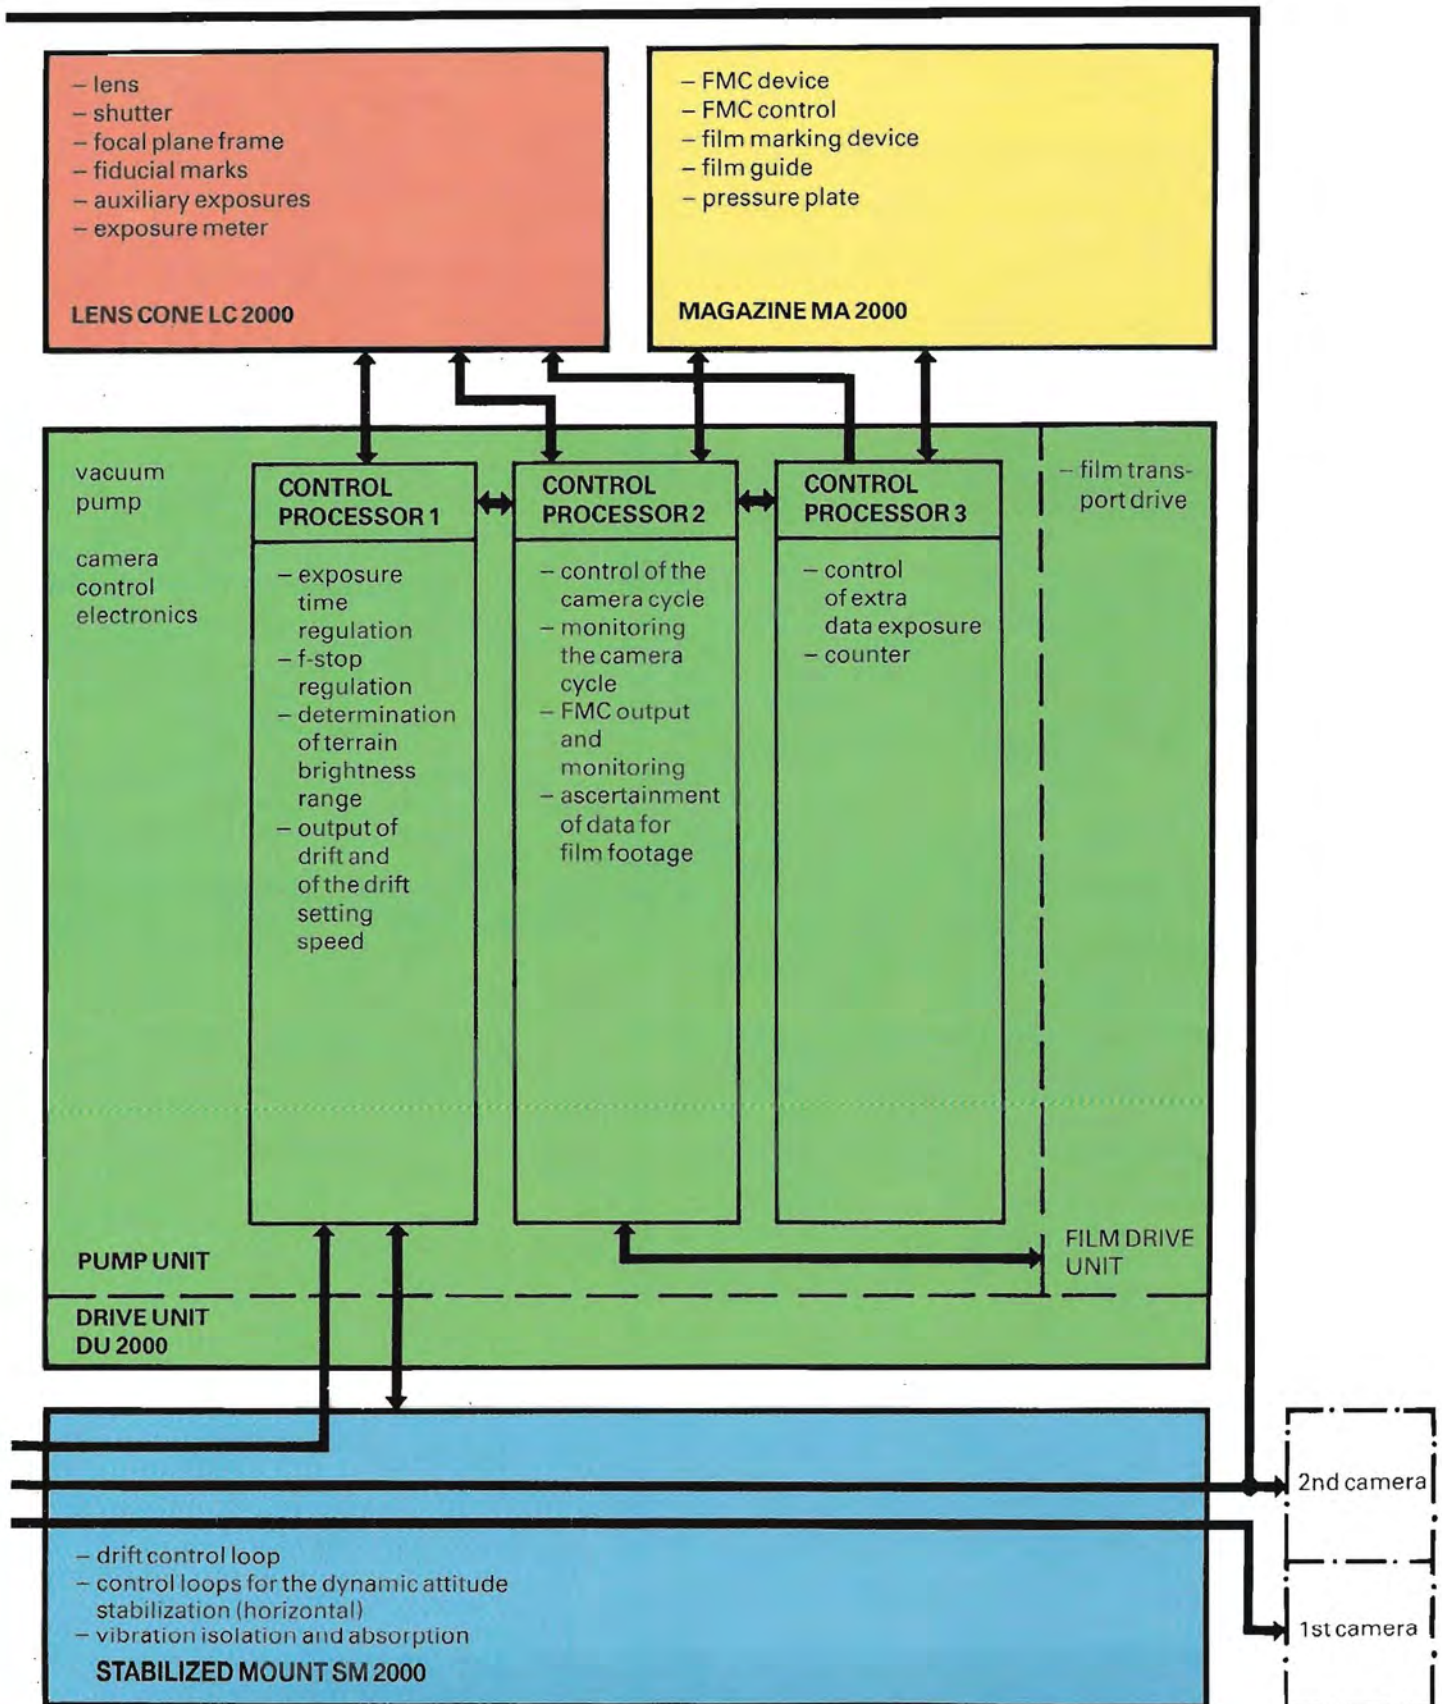 – lens
– shutter
– focal plane frame
– fiducial marks
– auxiliary exposures
– exposure meter
LENS CONE LC 2000
– FMC device
– FMC control
– film marking device
– film guide
– pressure plate
MAGAZINE MA 2000
vacuum
pump
camera
control
electronics
CONTROL
PROCESSOR 1
– exposure
time
regulation
– f-stop
regulation
– determination
of terrain
brightness
range
– output of
drift and
of the drift
setting
speed
CONTROL
PROCESSOR 2
– control of the
camera cycle
– monitoring
the camera
cycle
– FMC output
and
monitoring
– ascertainment
of data for
film footage
CONTROL
PROCESSOR 3
– control
of extra
data exposure
– counter
– film trans-
port drive
FILM DRIVE
UNIT
PUMP UNIT
DRIVE UNIT
DU 2000
– drift control loop
– control loops for the dynamic attitude
stabilization (horizontal)
– vibration isolation and absorption
STABILIZED MOUNT SM 2000
2nd camera
1st camera